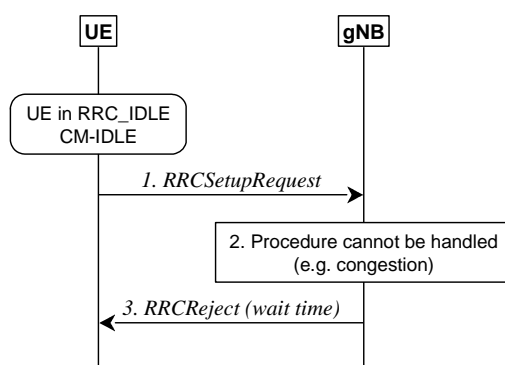 UE
gNB
UE in RRC_IDLE
CM-IDLE
1. RRCSetupRequest
2. Procedure cannot be handled
(e.g. congestion)
3. RRCReject (wait time)